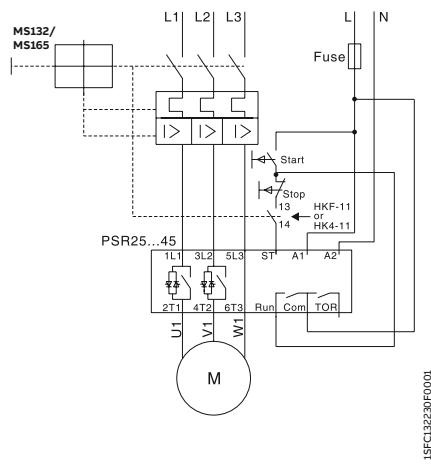 L1 L2 L3 L N
MS132/
MS165
Fuse
Start
Stop
13 HKF-11
or
14 HK4-11
PSR25...45
1L1 3L2 5L3 ST A1 A2
2T1 4T2 6T3 Run Com TOR
U1 V1 W1
M
1SFC132230F0001